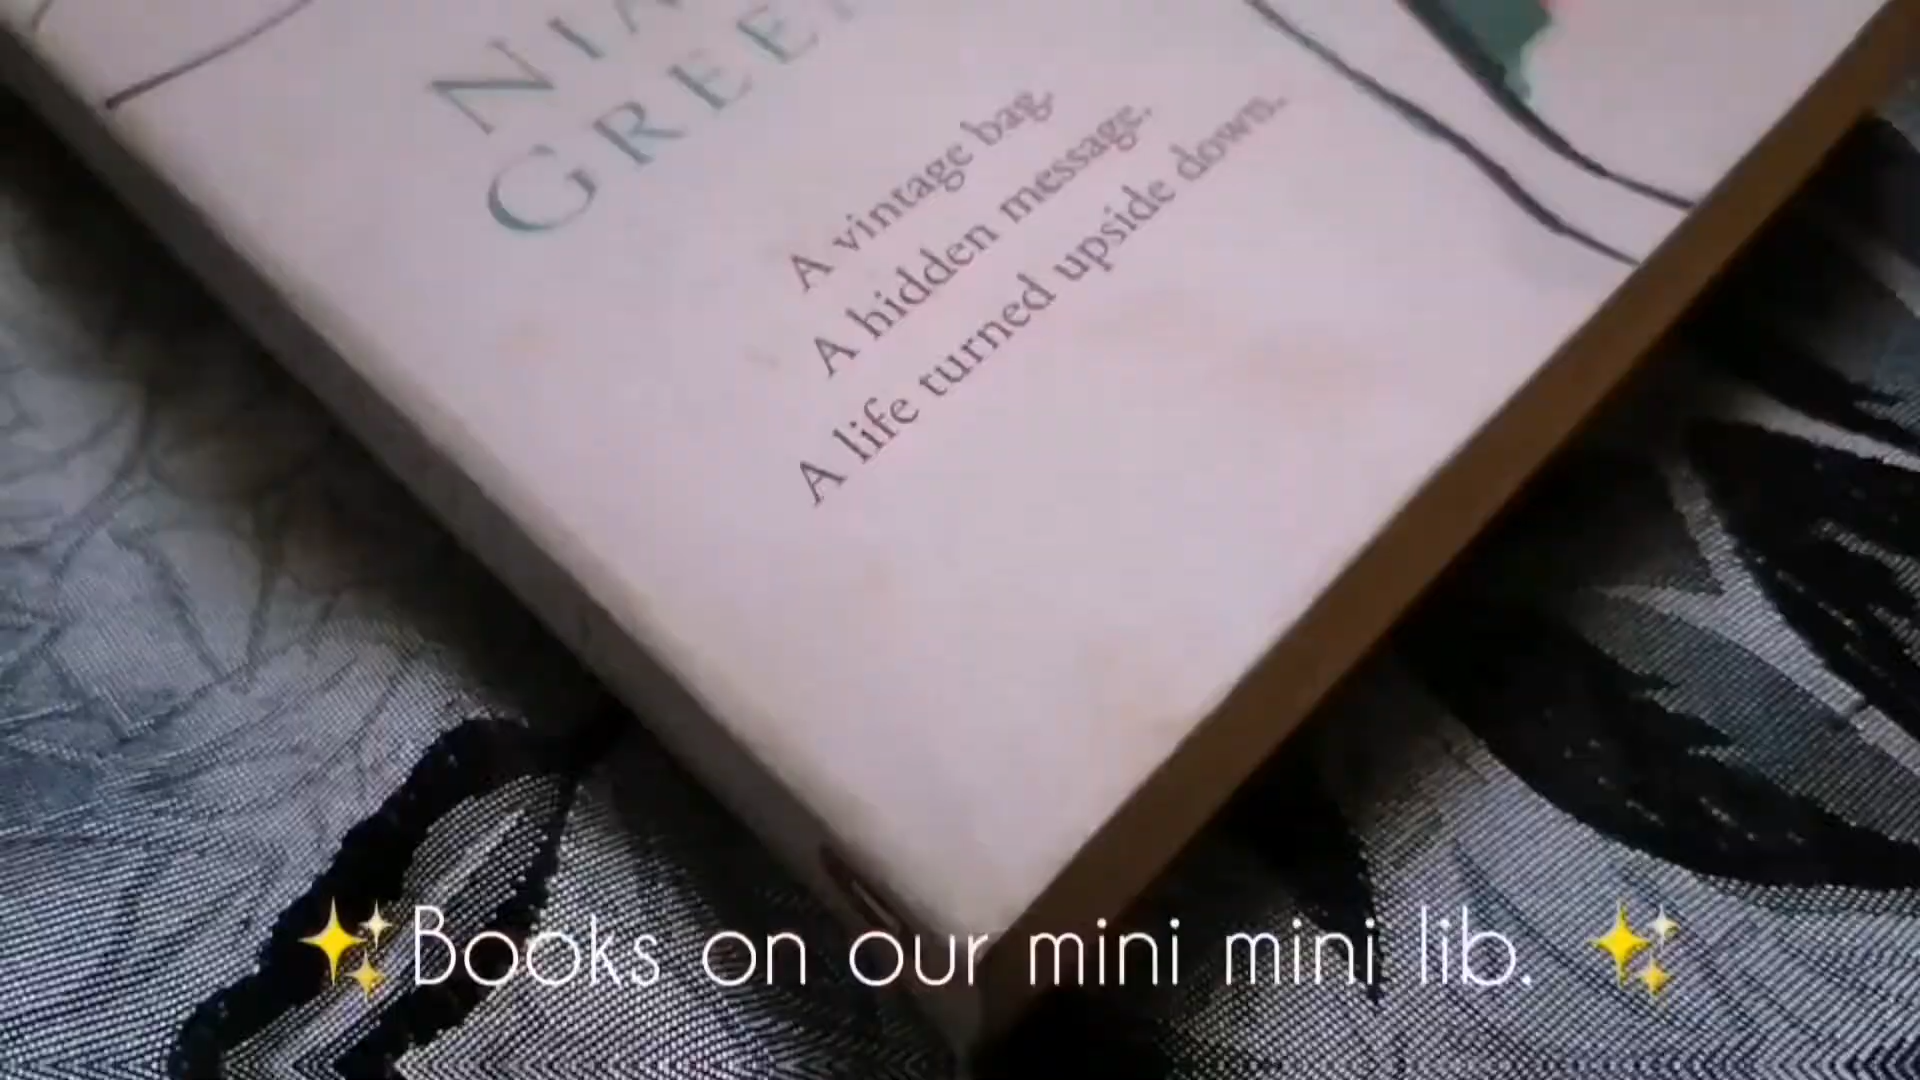 A vintage bag.
A hidden message.
A life turned upside down.
✨Books on our mini mini lib. ✨